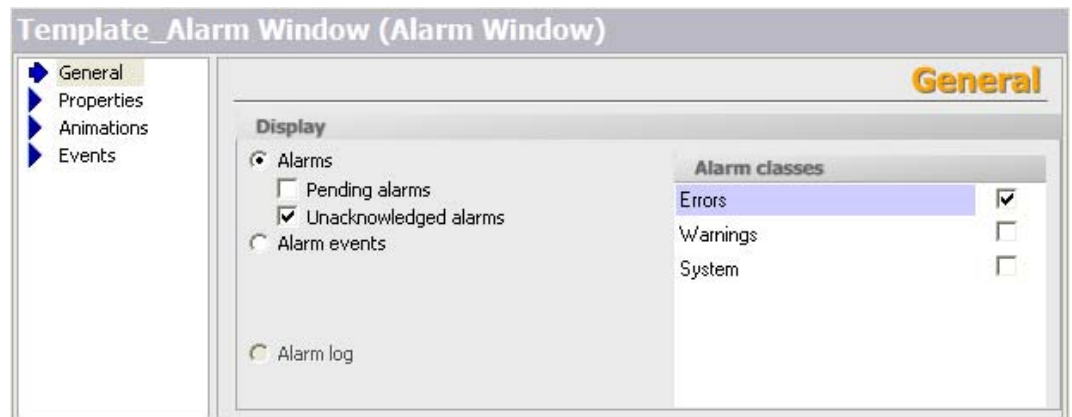 Template_Alarm Window (Alarm Window)
General
Properties
Animations
Events
General
Display
Alarms
Pending alarms
Unacknowledged alarms
Alarm events
Alarm log
Alarm classes
Errors
Warnings
System